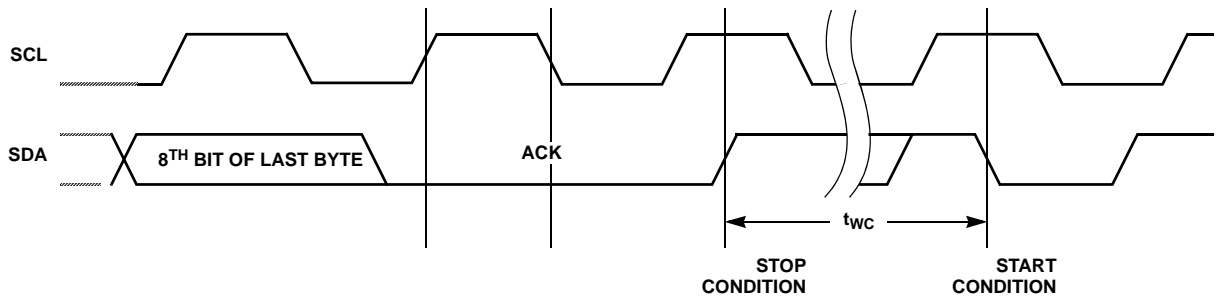 SCL
SDA
8TH BIT OF LAST BYTE
ACK
tWC
STOP
CONDITION
START
CONDITION